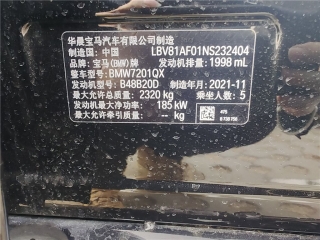 华晨宝马汽车有限公司制造
制造国: 中国 LBV81AF01NS232404
品牌: 宝马(BMW)牌 发动机排量: 1998 mL
整车型号: BMW7201QX
发动机型号: B48B20D 制造年月: 2021-11
最大允许总质量: 2320 kg 乘坐人数: 5
发动机最大净功率: 185 kW
最大允许牵引质量: -- kg